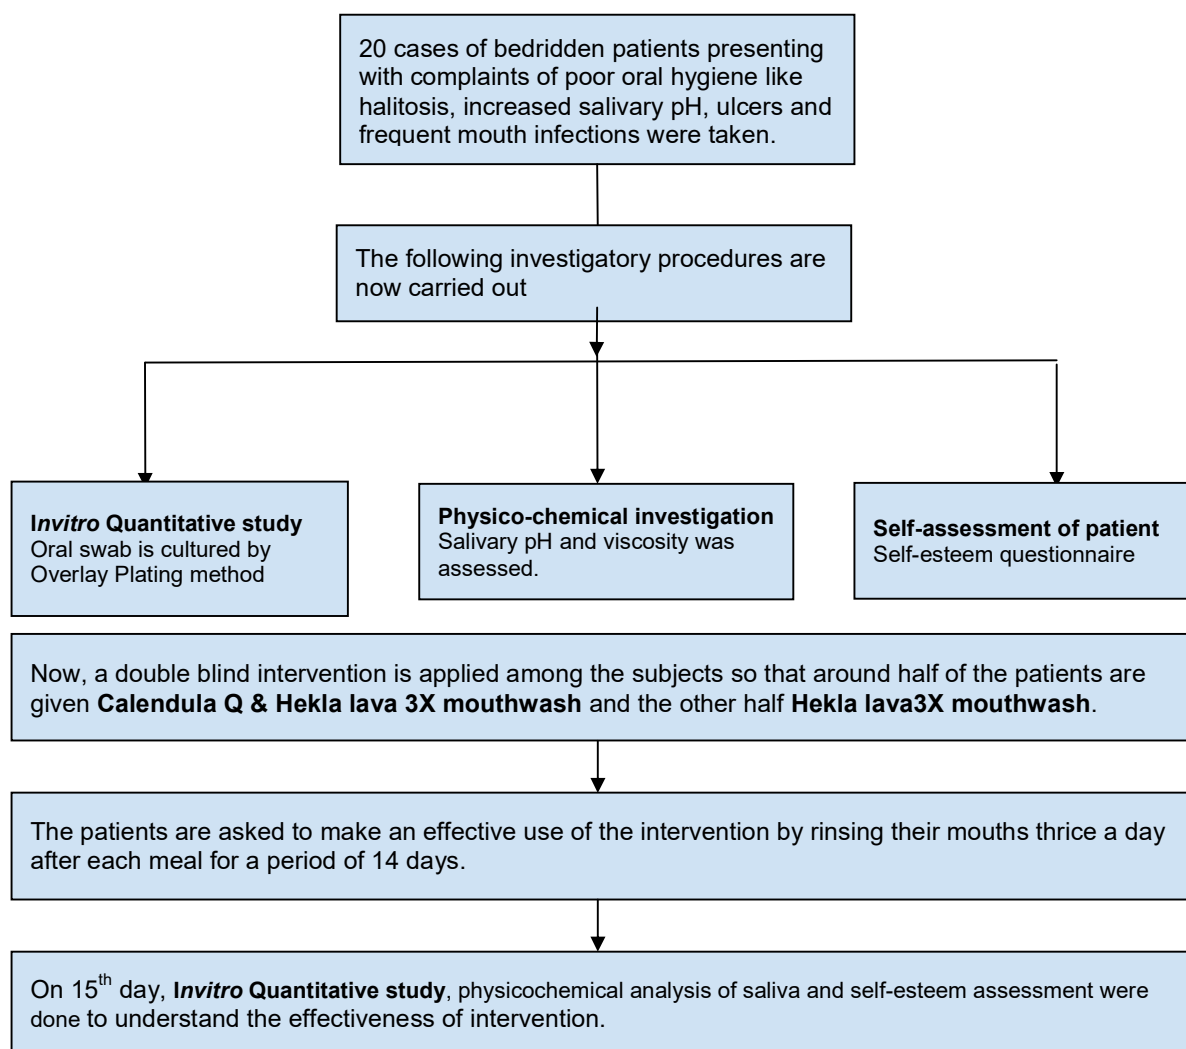 20 cases of bedridden patients presenting
with complaints of poor oral hygiene like
halitosis, increased salivary pH, ulcers and
frequent mouth infections were taken.
The following investigatory procedures are
now carried out
Invitro Quantitative study
Oral swab is cultured by
Overlay Plating method
Physico-chemical investigation
Salivary pH and viscosity was
assessed.
Self-assessment of patient
Self-esteem questionnaire
Now, a double blind intervention is applied among the subjects so that around half of the patients are
given Calendula Q & Hekla lava 3X mouthwash and the other half Hekla lava3X mouthwash.
The patients are asked to make an effective use of the intervention by rinsing their mouths thrice a day
after each meal for a period of 14 days.
On 15th day, Invitro Quantitative study, physicochemical analysis of saliva and self-esteem assessment were
done to understand the effectiveness of intervention.